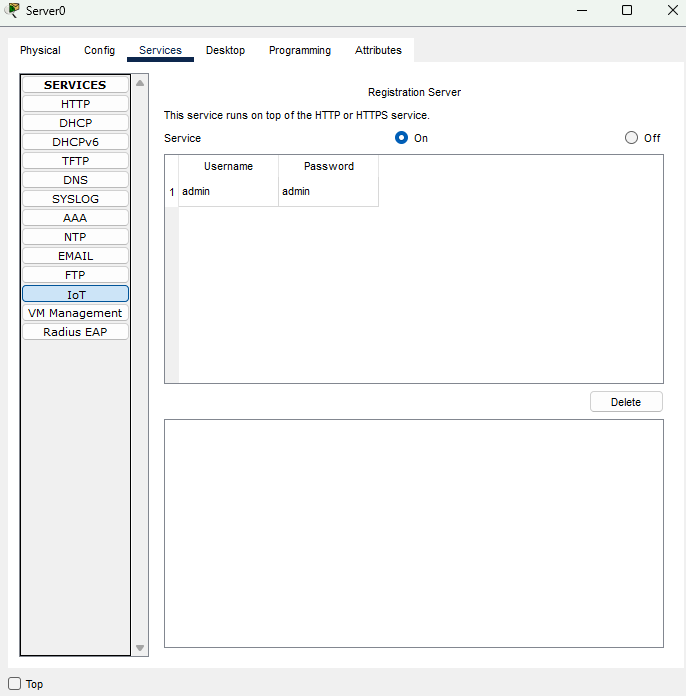 Server0
Physical Config Services Desktop Programming Attributes
SERVICES
HTTP
DHCP
DHCPv6
TFTP
DNS
SYSLOG
AAA
NTP
EMAIL
FTP
IoT
VM Management
Radius EAP
Registration Server
This service runs on top of the HTTP or HTTPS service.
Service On Off
Username Password
1 admin admin
Delete
Top